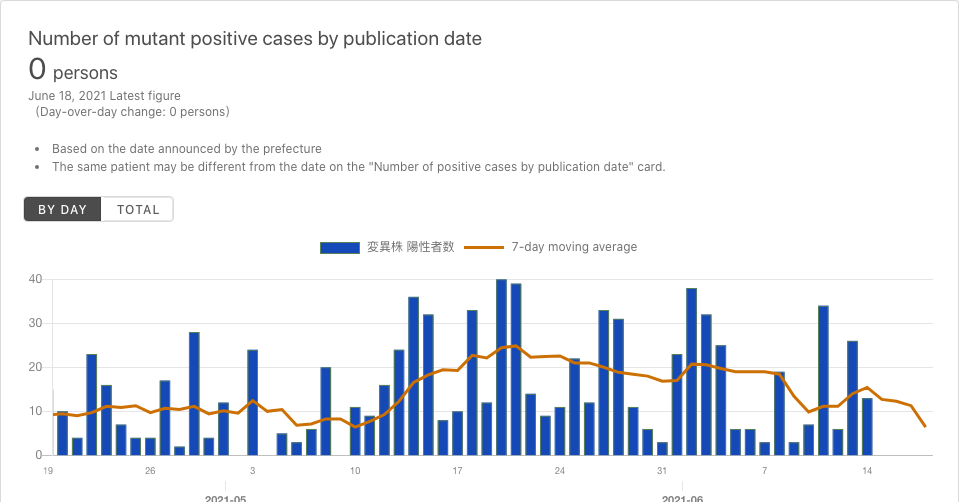 Number of mutant positive cases by publication date
0 persons
June 18, 2021 Latest figure
(Day-over-day change: 0 persons)
• Based on the date announced by the prefecture
• The same patient may be different from the date on the "Number of positive cases by publication date" card.
BY DAY TOTAL
変異株 陽性者数 7-day moving average
40
30
20
10
0
19 26 3 10 17 24 31 7 14
2021-05 2021-06